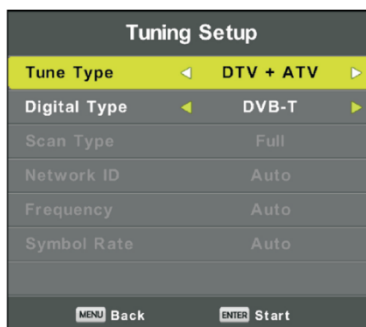 Tuning Setup
Tune Type DTV + ATV
Digital Type DVB-T
Scan Type Full
Network ID Auto
Frequency Auto
Symbol Rate Auto
MENU Back ENTER Start